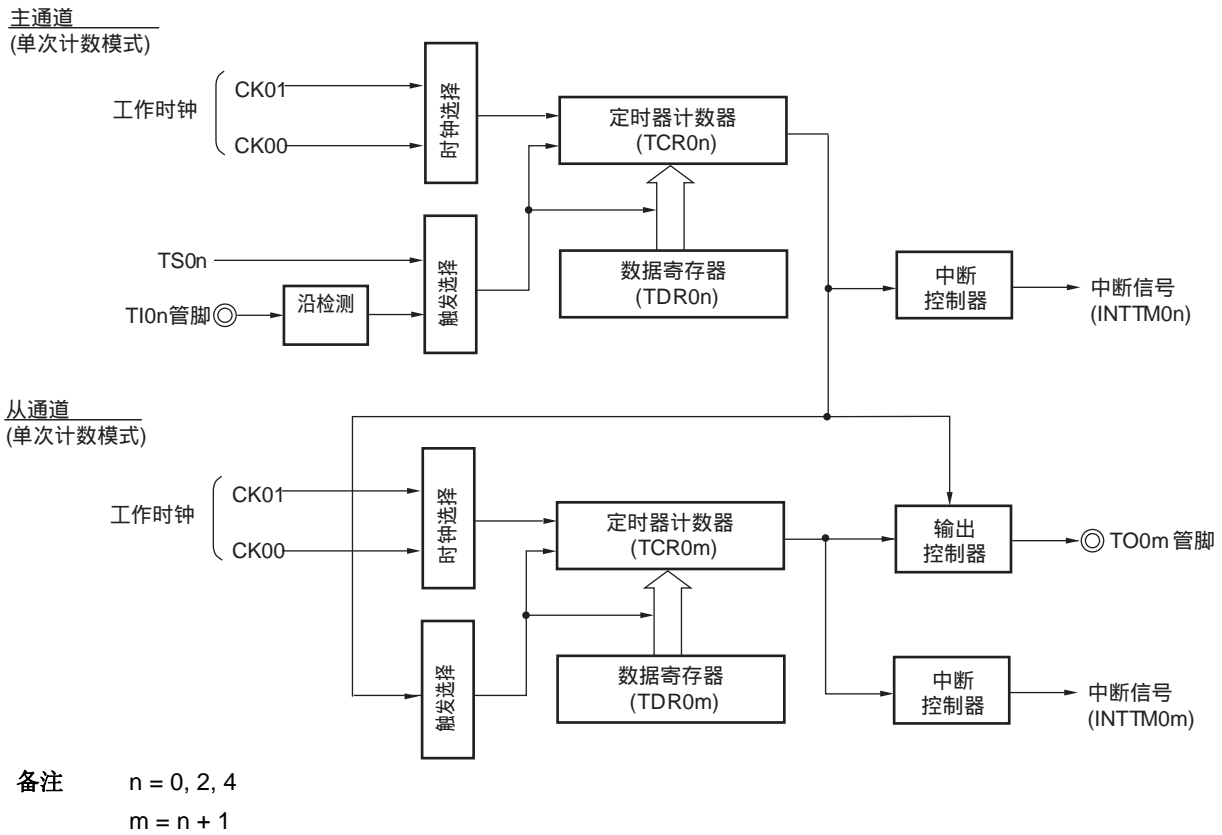 主通道
(单次计数模式)
工作时钟
CK01
CK00
时钟选择
定时器计数器
(TCR0n)
TS0n
TI0n管脚
沿检测
触发选择
数据寄存器
(TDR0n)
中断
控制器
中断信号
(INTTM0n)
从通道
(单次计数模式)
工作时钟
CK01
CK00
时钟选择
定时器计数器
(TCR0m)
输出
控制器
TO0m 管脚
触发选择
数据寄存器
(TDR0m)
中断
控制器
中断信号
(INTTM0m)
备注 n = 0, 2, 4
m = n + 1